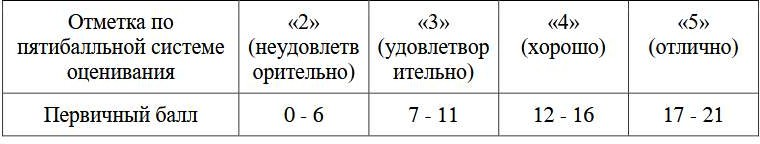 Отметка по
пятибалльной системе
оценивания
«2»
(неудовлетв
орительно)
«3»
(удовлетвор
ительно)
«4»
(хорошо)
«5»
(отлично)
Первичный балл
0 - 6
7 - 11
12 - 16
17 - 21